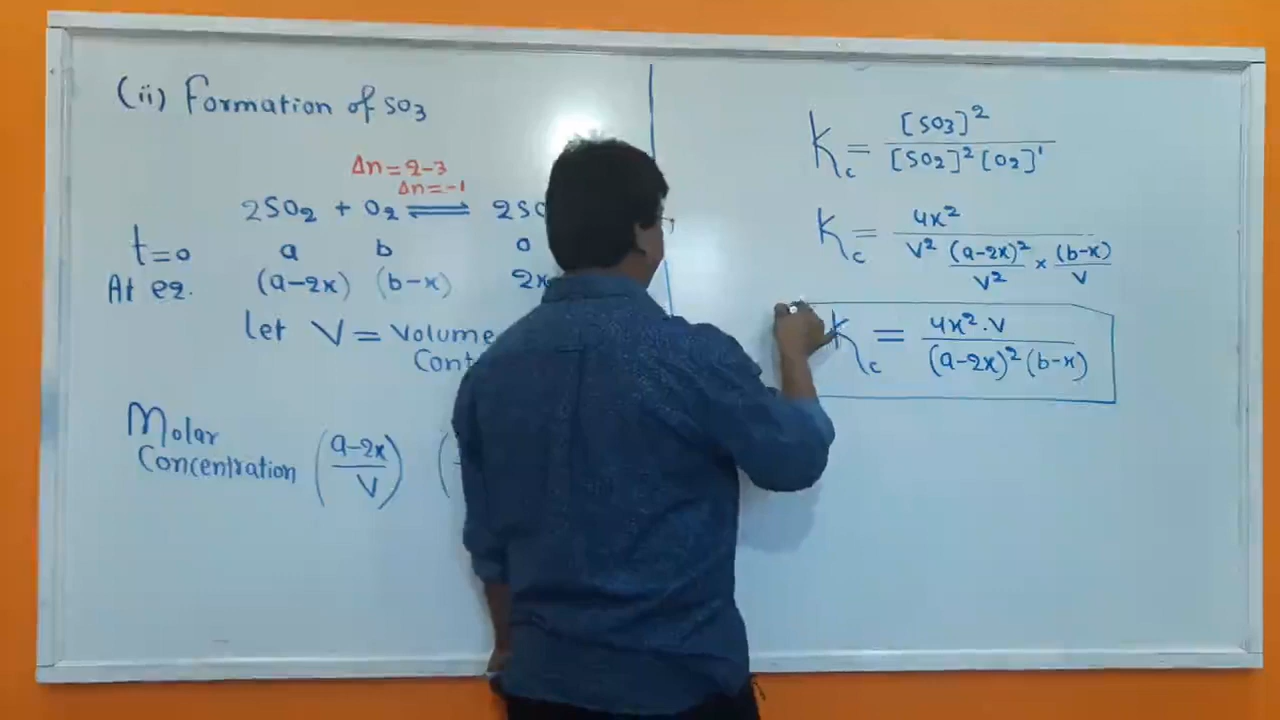 (ii) Formation of SO3
Δn = 2-3
Δn = -1
2SO2 + O2 ⇌ 2SO
t=0 a b 0
At eq. (a-2x) (b-x) 2x
let V = Volume
Molar
Concentration ((a-2x)/V) (
Kc = [SO3]^2 / [SO2]^2 [O2]^1
Kc = 4x^2 / V^2 (a-2x)^2/V^2 × (b-x)/V
Kc = 4x^2.V / (a-2x)^2 (b-x)